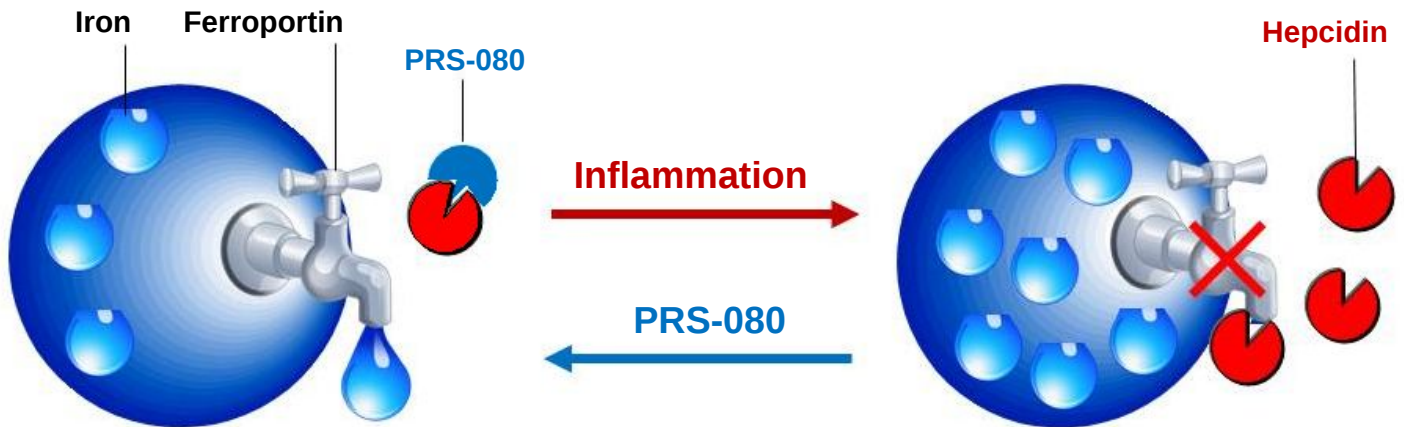 Iron
Ferroportin
PRS-080
Hepcidin
Inflammation
PRS-080